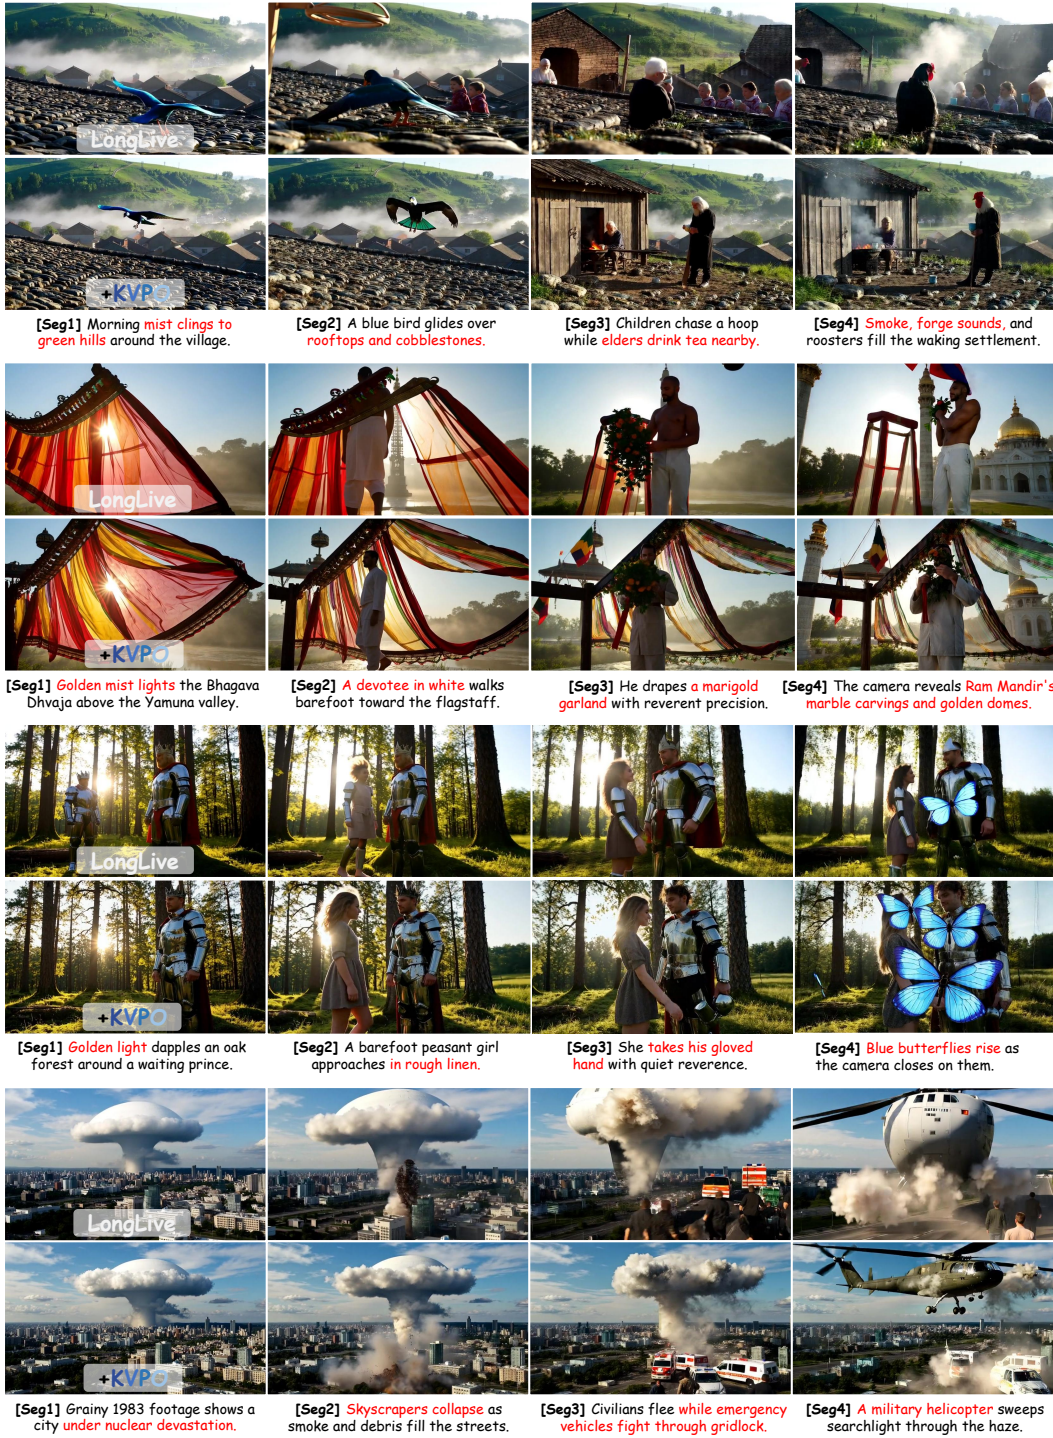 LongLive
+KVPO
[Seg1] Morning mist clings to
green hills around the village.
[Seg2] A blue bird glides over
rooftops and cobblestones.
[Seg3] Children chase a hoop
while elders drink tea nearby.
[Seg4] Smoke, forge sounds, and
roosters fill the waking settlement.
LongLive
+KVPO
[Seg1] Golden mist lights the Bhagava
Dhvaja above the Yamuna valley.
[Seg2] A devotee in white walks
barefoot toward the flagstaff.
[Seg3] He drapes a marigold
garland with reverent precision.
[Seg4] The camera reveals Ram Mandir's
marble carvings and golden domes.
LongLive
+KVPO
[Seg1] Golden light dapples an oak
forest around a waiting prince.
[Seg2] A barefoot peasant girl
approaches in rough linen.
[Seg3] She takes his gloved
hand with quiet reverence.
[Seg4] Blue butterflies rise as
the camera closes on them.
LongLive
+KVPO
[Seg1] Grainy 1983 footage shows a
city under nuclear devastation.
[Seg2] Skyscrapers collapse as
smoke and debris fill the streets.
[Seg3] Civilians flee while emergency
vehicles fight through gridlock.
[Seg4] A military helicopter sweeps
searchlight through the haze.